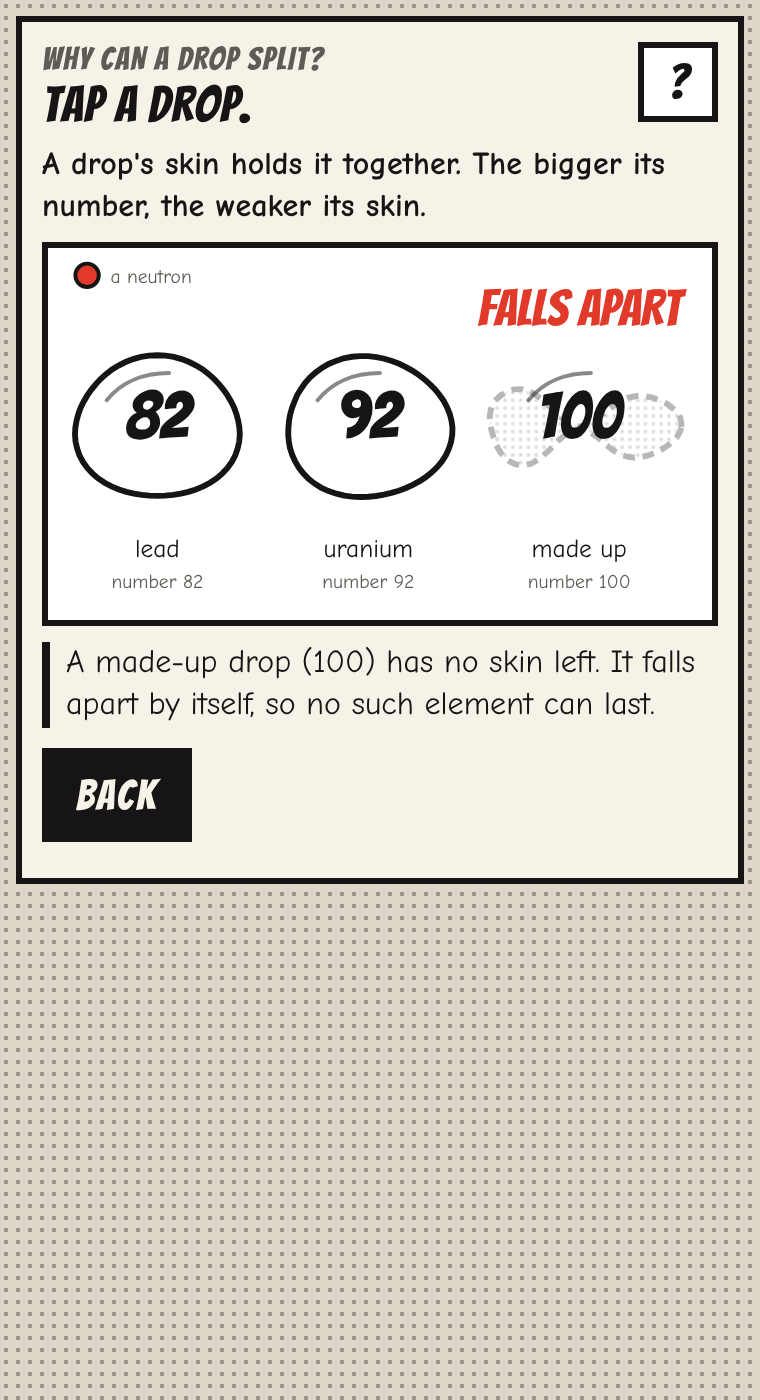 WHY CAN A DROP SPLIT?
TAP A DROP.
?
A drop's skin holds it together. The bigger its
number, the weaker its skin.
a neutron
FALLS APART
82
92
100
lead
uranium
made up
number 82
number 92
number 100
A made-up drop (100) has no skin left. It falls
apart by itself, so no such element can last.
BACK